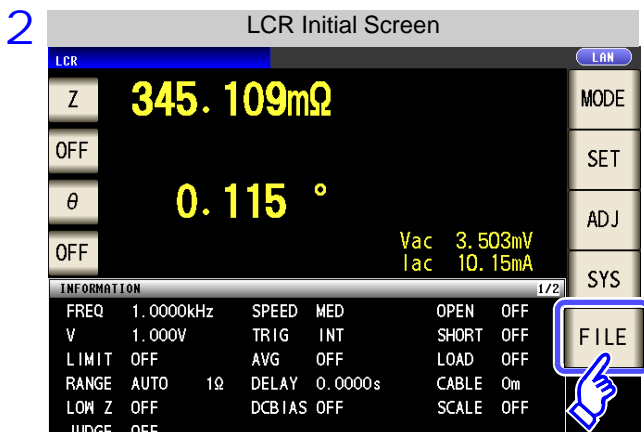 2
LCR Initial Screen
LCR
LAN
Z
345.109mΩ
MODE
OFF
SET
θ
0.115 °
ADJ
OFF
Vac 3.503mV
Iac 10.15mA
SYS
INFORMATION
1/2
FREQ 1.0000kHz SPEED MED OPEN OFF
V 1.000V TRIG INT SHORT OFF
FILE
LIMIT OFF AVG OFF LOAD OFF
RANGE AUTO 1Ω DELAY 0.0000s CABLE 0m
LOW Z OFF DCBIAS OFF SCALE OFF
JUDGE OFF